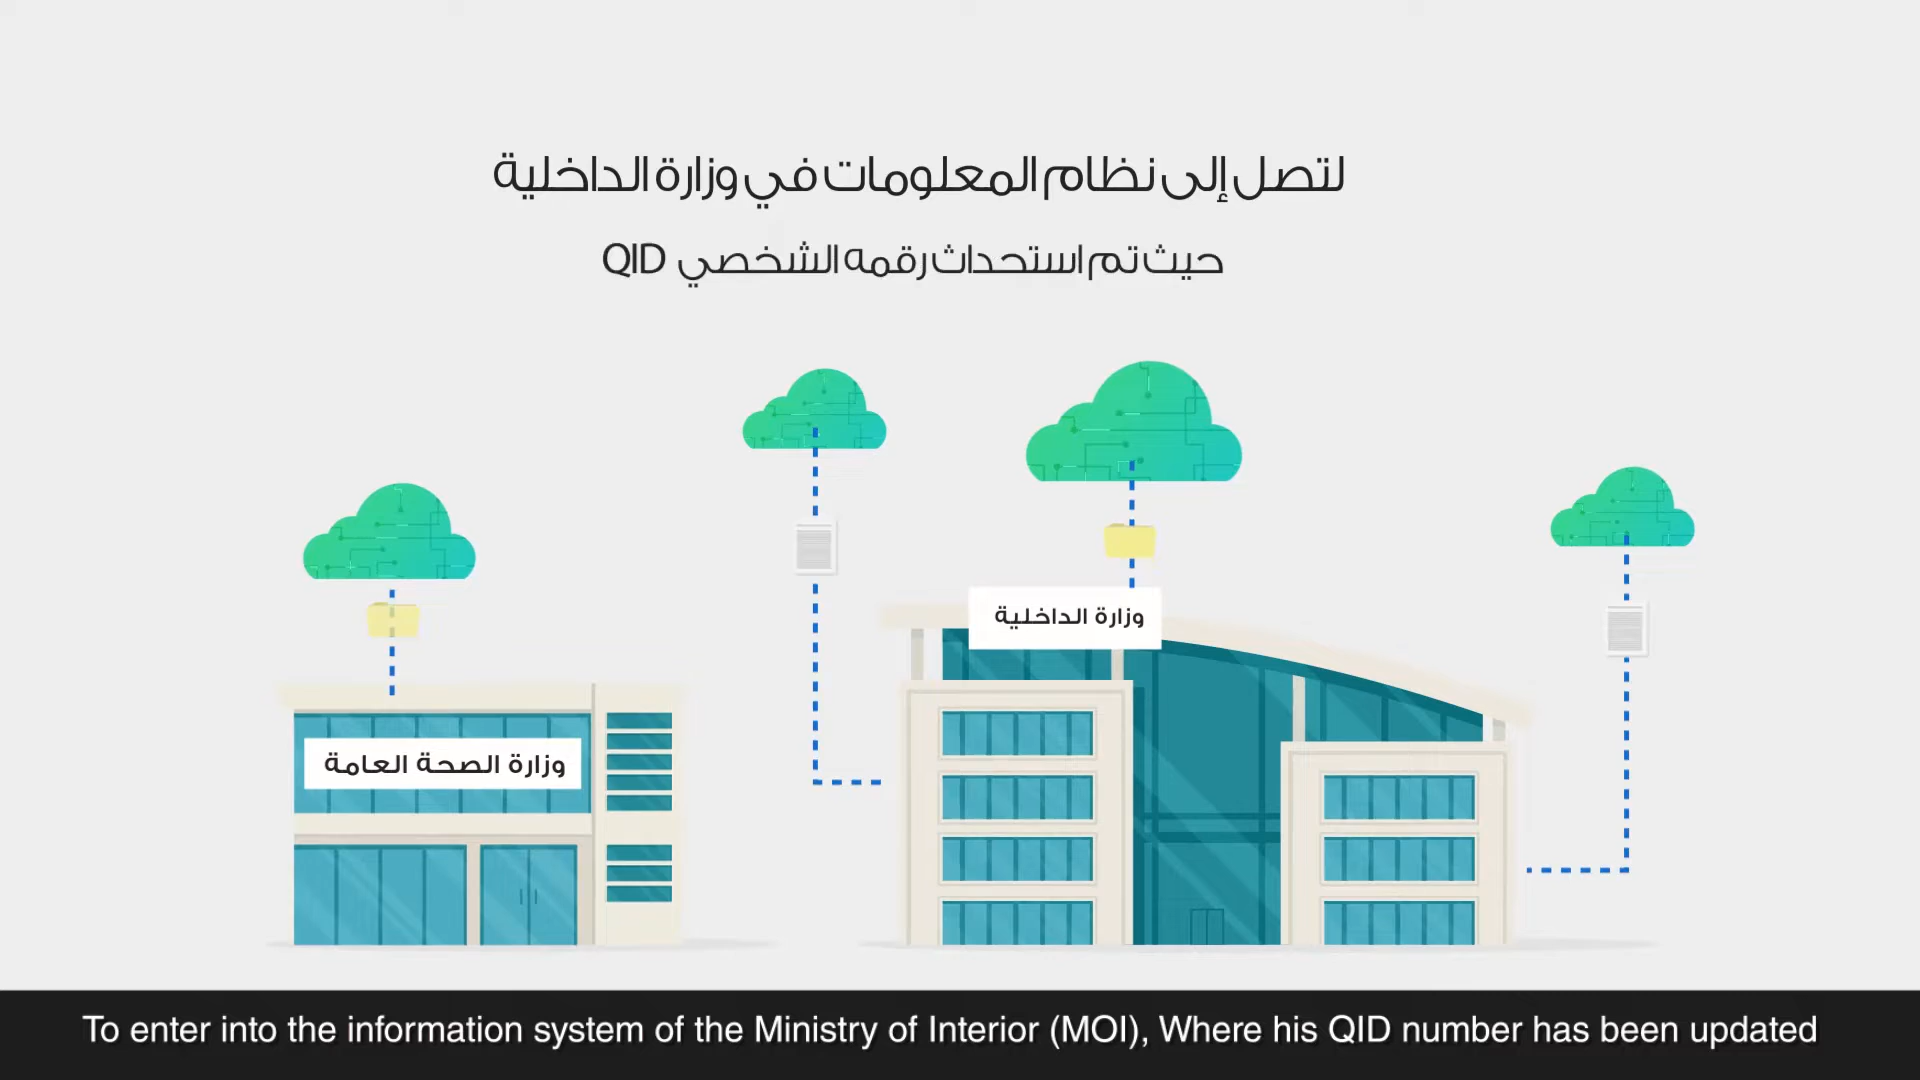 لتصل إلى نظام المعلومات في وزارة الداخلية
حيث تم استحداث رقمه الشخصي QID
وزارة الداخلية
وزارة الصحة العامة
To enter into the information system of the Ministry of Interior (MOI), Where his QID number has been updated